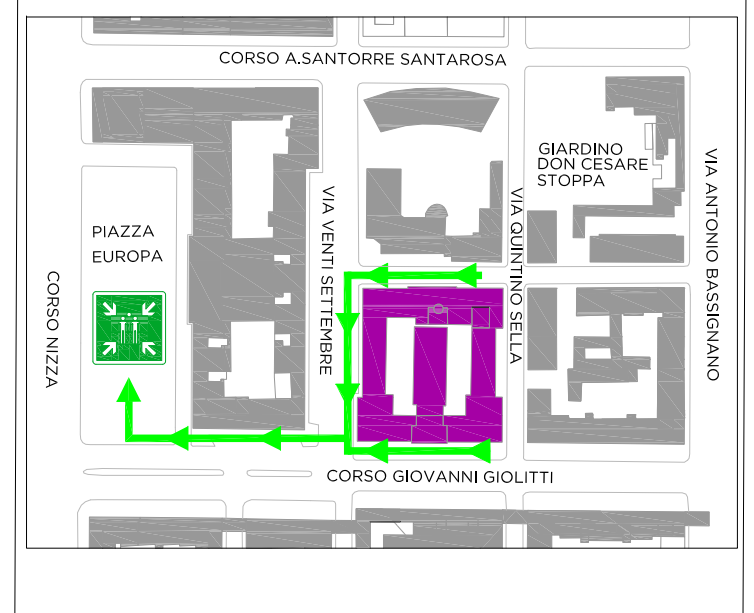 CORSO A.SANTORRE SANTAROSA
GIARDINO
DON CESARE
STOPPA
VIA ANTONIO BASSIGNANO
VIA QUINTINO SELLA
VIA VENTI SETTEMBRE
PIAZZA
EUROPA
CORSO NIZZA
CORSO GIOVANNI GIOLITTI